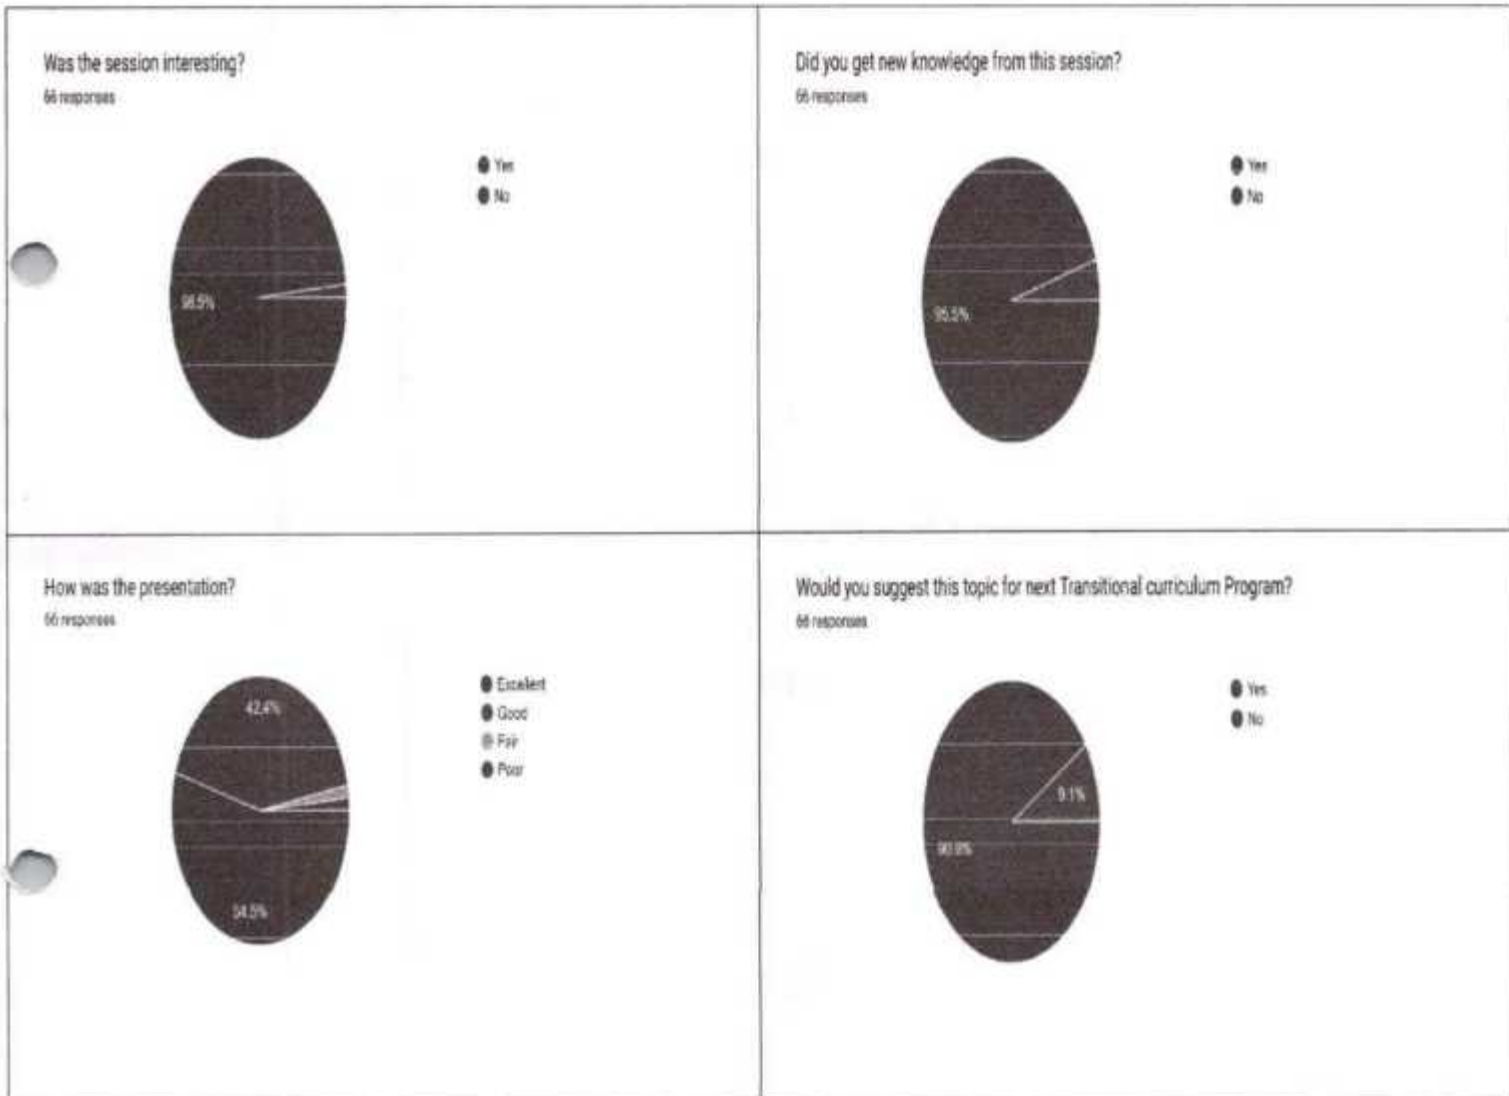 Was the session interesting?
66 responses
98.5%
Yes
No
Did you get new knowledge from this session?
66 responses
95.5%
Yes
No
How was the presentation?
66 responses
42.4%
54.5%
Excellent
Good
Fair
Poor
Would you suggest this topic for next Transitional curriculum Program?
66 responses
9.1%
90.9%
Yes
No